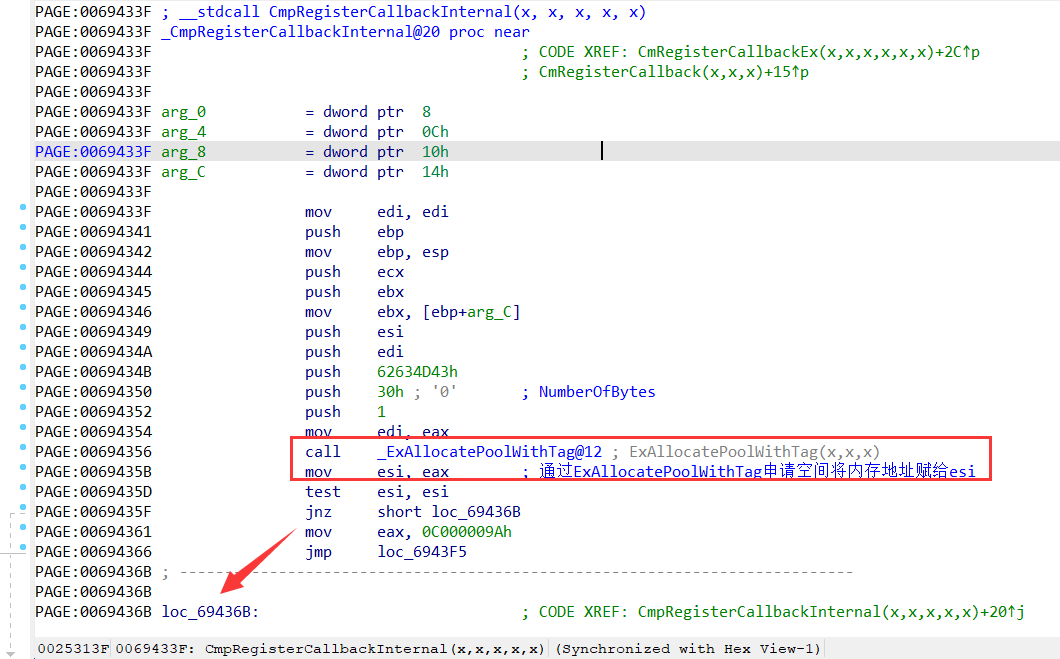 PAGE:0069433F ; __stdcall CmpRegisterCallbackInternal(x, x, x, x, x)
PAGE:0069433F _CmpRegisterCallbackInternal@20 proc near
PAGE:0069433F ; CODE XREF: CmRegisterCallbackEx(x,x,x,x,x,x)+2C↑p
PAGE:0069433F ; CmRegisterCallback(x,x,x)+15↑p
PAGE:0069433F
PAGE:0069433F arg_0 = dword ptr 8
PAGE:0069433F arg_4 = dword ptr 0Ch
PAGE:0069433F arg_8 = dword ptr 10h
PAGE:0069433F arg_C = dword ptr 14h
PAGE:0069433F
PAGE:0069433F mov edi, edi
PAGE:00694341 push ebp
PAGE:00694342 mov ebp, esp
PAGE:00694344 push ecx
PAGE:00694345 push ebx
PAGE:00694346 mov ebx, [ebp+arg_C]
PAGE:00694349 push esi
PAGE:0069434A push edi
PAGE:0069434B push 62634D43h
PAGE:00694350 push 30h ; '0' ; NumberOfBytes
PAGE:00694352 push 1
PAGE:00694354 mov edi, eax
PAGE:00694356 call _ExAllocatePoolWithTag@12 ; ExAllocatePoolWithTag(x,x,x)
PAGE:0069435B mov esi, eax ; 通过ExAllocatePoolWithTag申请空间将内存地址赋给esi
PAGE:0069435D test esi, esi
PAGE:0069435F jnz short loc_69436B
PAGE:00694361 mov eax, 0C000009Ah
PAGE:00694366 jmp loc_6943F5
PAGE:0069436B ; ---------------------------------------------------------------------------
PAGE:0069436B
PAGE:0069436B loc_69436B: ; CODE XREF: CmpRegisterCallbackInternal(x,x,x,x,x)+20↑j
0025313F 0069433F: CmpRegisterCallbackInternal(x,x,x,x,x) (Synchronized with Hex View-1)